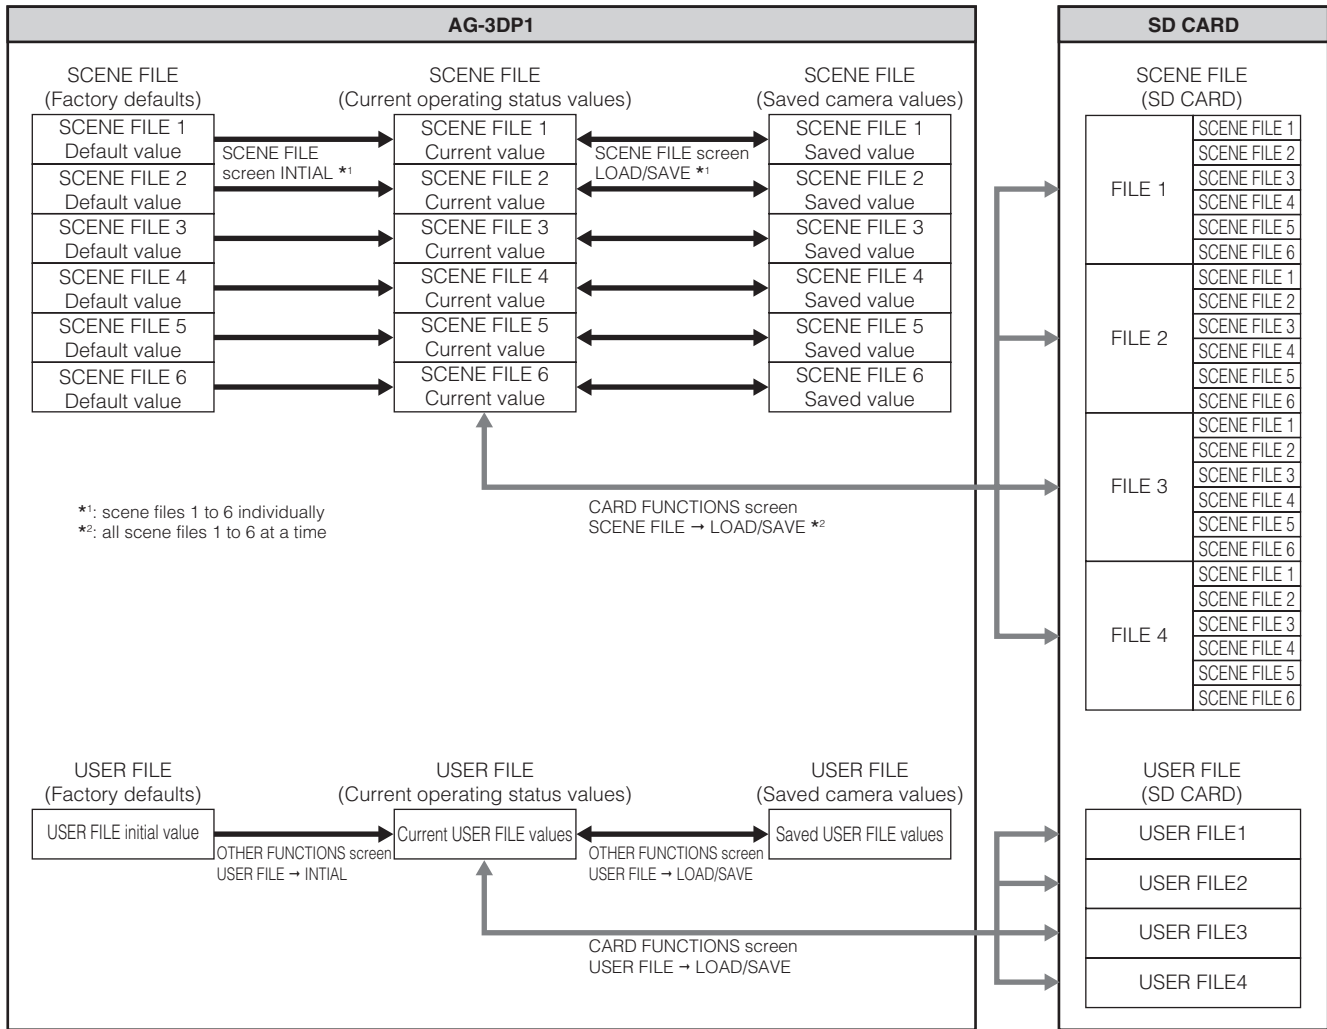 AG-3DP1
SCENE FILE
(Factory defaults)
SCENE FILE 1
Default value
SCENE FILE 2
Default value
SCENE FILE 3
Default value
SCENE FILE 4
Default value
SCENE FILE 5
Default value
SCENE FILE 6
Default value
SCENE FILE
screen INTIAL *1
SCENE FILE
(Current operating status values)
SCENE FILE 1
Current value
SCENE FILE 2
Current value
SCENE FILE 3
Current value
SCENE FILE 4
Current value
SCENE FILE 5
Current value
SCENE FILE 6
Current value
SCENE FILE screen
LOAD/SAVE *1
SCENE FILE
(Saved camera values)
SCENE FILE 1
Saved value
SCENE FILE 2
Saved value
SCENE FILE 3
Saved value
SCENE FILE 4
Saved value
SCENE FILE 5
Saved value
SCENE FILE 6
Saved value
*1: scene files 1 to 6 individually
*2: all scene files 1 to 6 at a time
CARD FUNCTIONS screen
SCENE FILE → LOAD/SAVE *2
USER FILE
(Factory defaults)
USER FILE initial value
OTHER FUNCTIONS screen
USER FILE → INTIAL
USER FILE
(Current operating status values)
Current USER FILE values
OTHER FUNCTIONS screen
USER FILE → LOAD/SAVE
USER FILE
(Saved camera values)
Saved USER FILE values
CARD FUNCTIONS screen
USER FILE → LOAD/SAVE
SD CARD
SCENE FILE
(SD CARD)
FILE 1
SCENE FILE 1
SCENE FILE 2
SCENE FILE 3
SCENE FILE 4
SCENE FILE 5
SCENE FILE 6
FILE 2
SCENE FILE 1
SCENE FILE 2
SCENE FILE 3
SCENE FILE 4
SCENE FILE 5
SCENE FILE 6
FILE 3
SCENE FILE 1
SCENE FILE 2
SCENE FILE 3
SCENE FILE 4
SCENE FILE 5
SCENE FILE 6
FILE 4
SCENE FILE 1
SCENE FILE 2
SCENE FILE 3
SCENE FILE 4
SCENE FILE 5
SCENE FILE 6
USER FILE
(SD CARD)
USER FILE1
USER FILE2
USER FILE3
USER FILE4